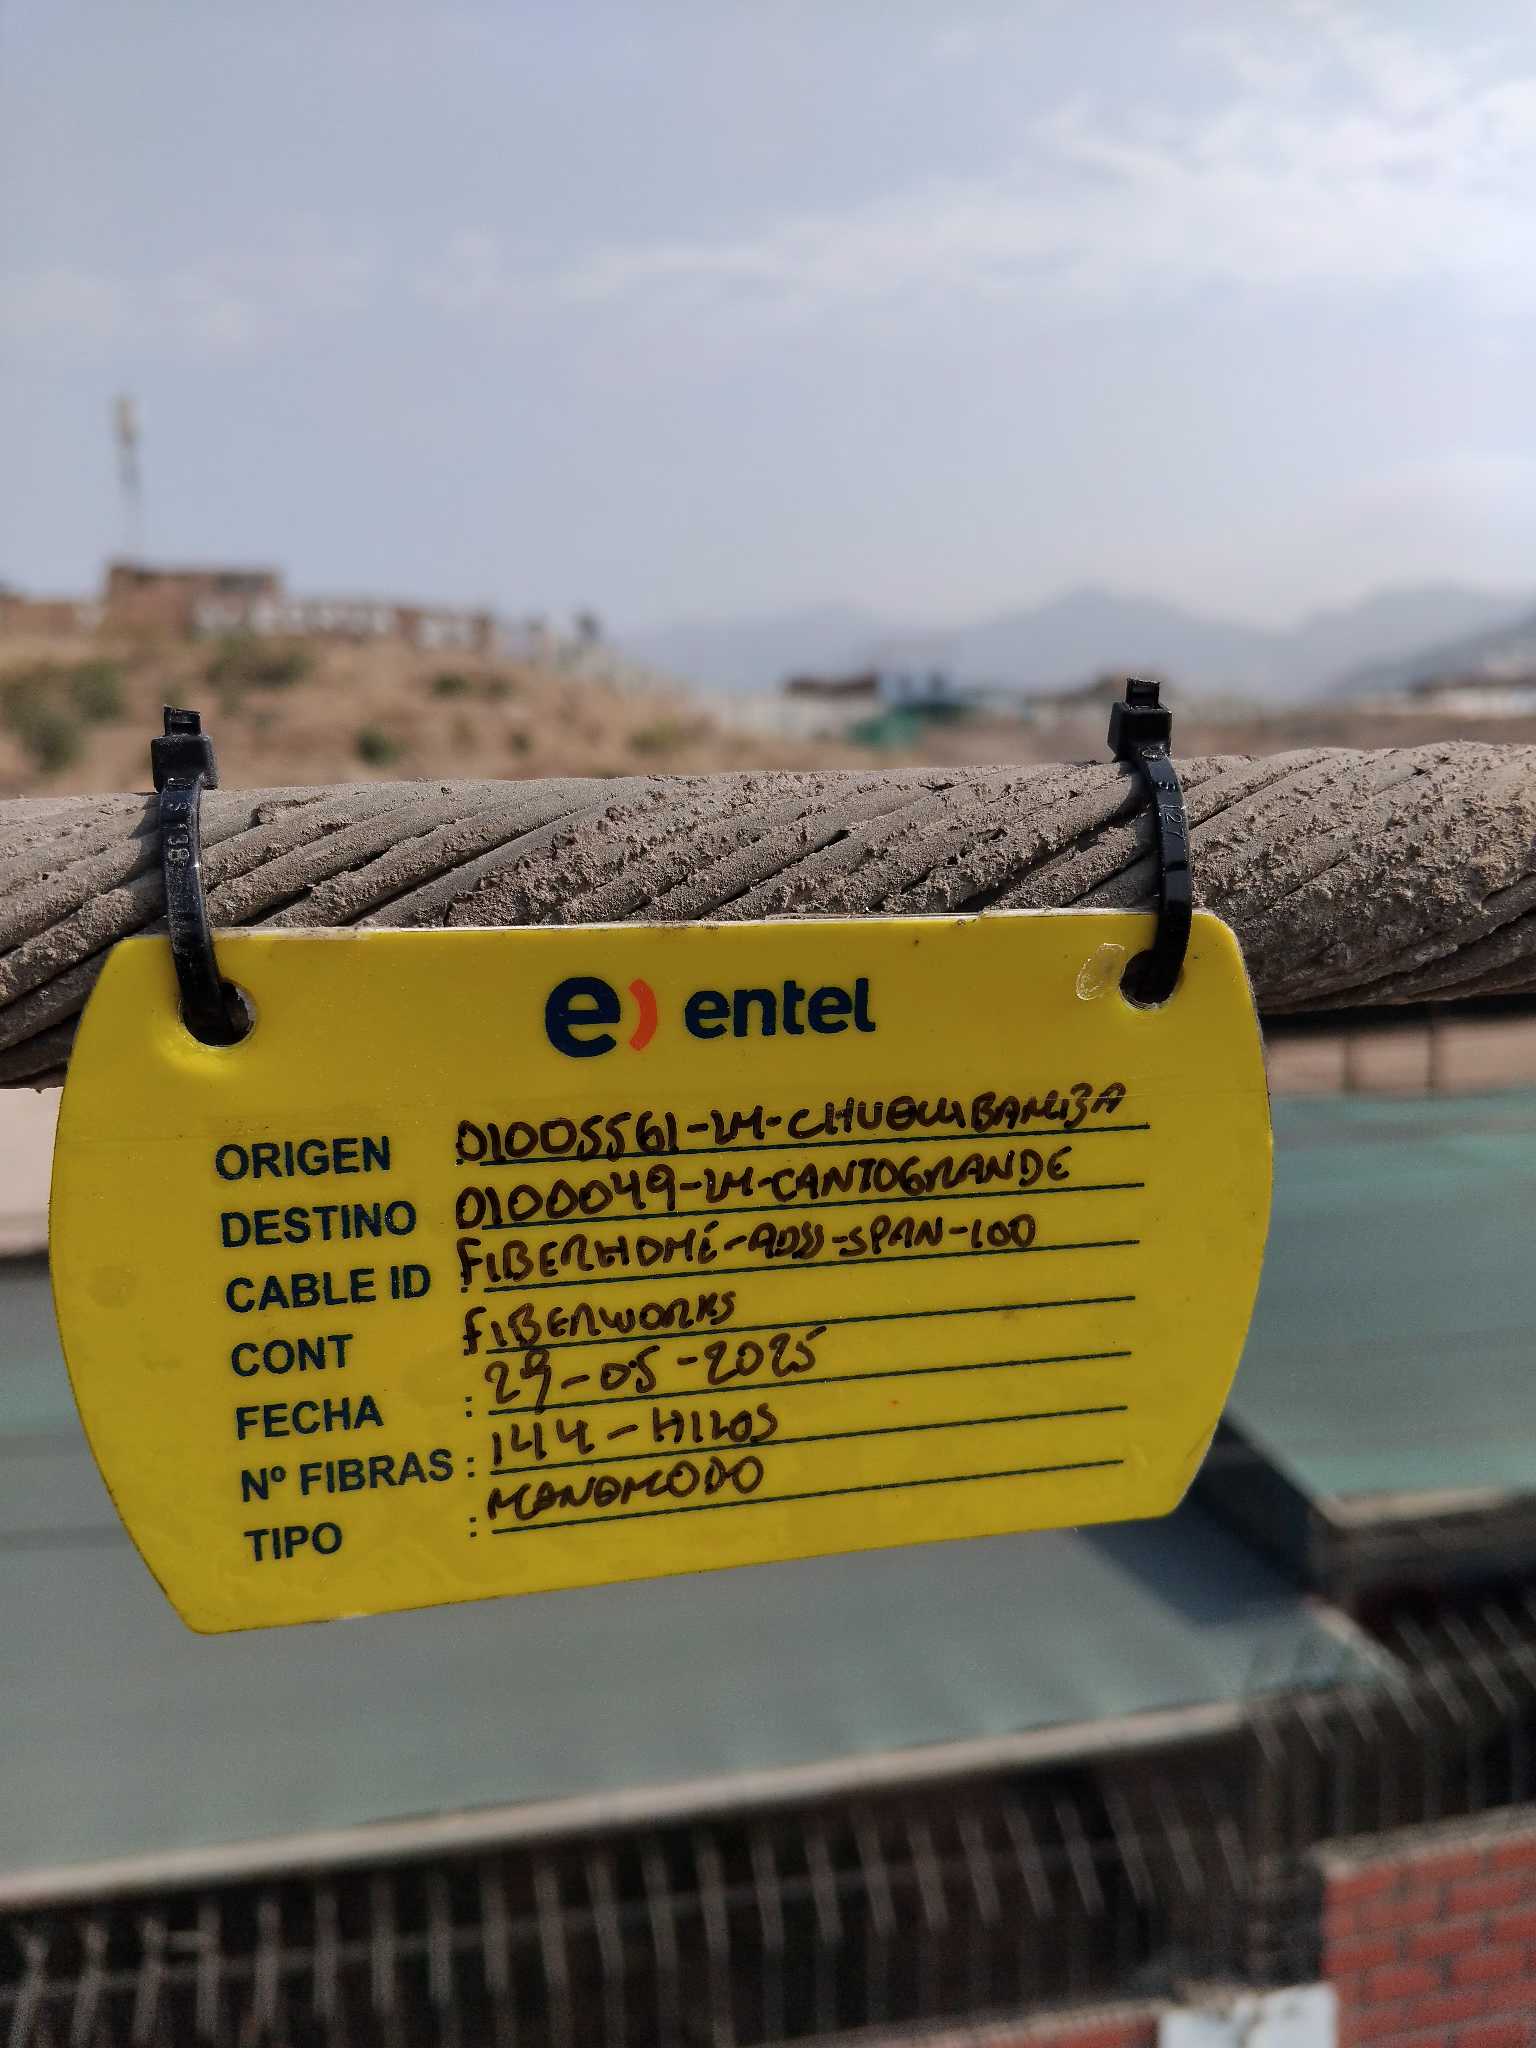 e) entel
ORIGEN : 01005561-LM-CHUQUIBAMBA
DESTINO : 0100049-LM-CANTOGRANDE
CABLE ID : FIBERHOME-ADSS-SPAN-100
CONT : FIBERWORKS
FECHA : 29-05-2025
Nº FIBRAS : 144-HILOS
TIPO : MONOMODO